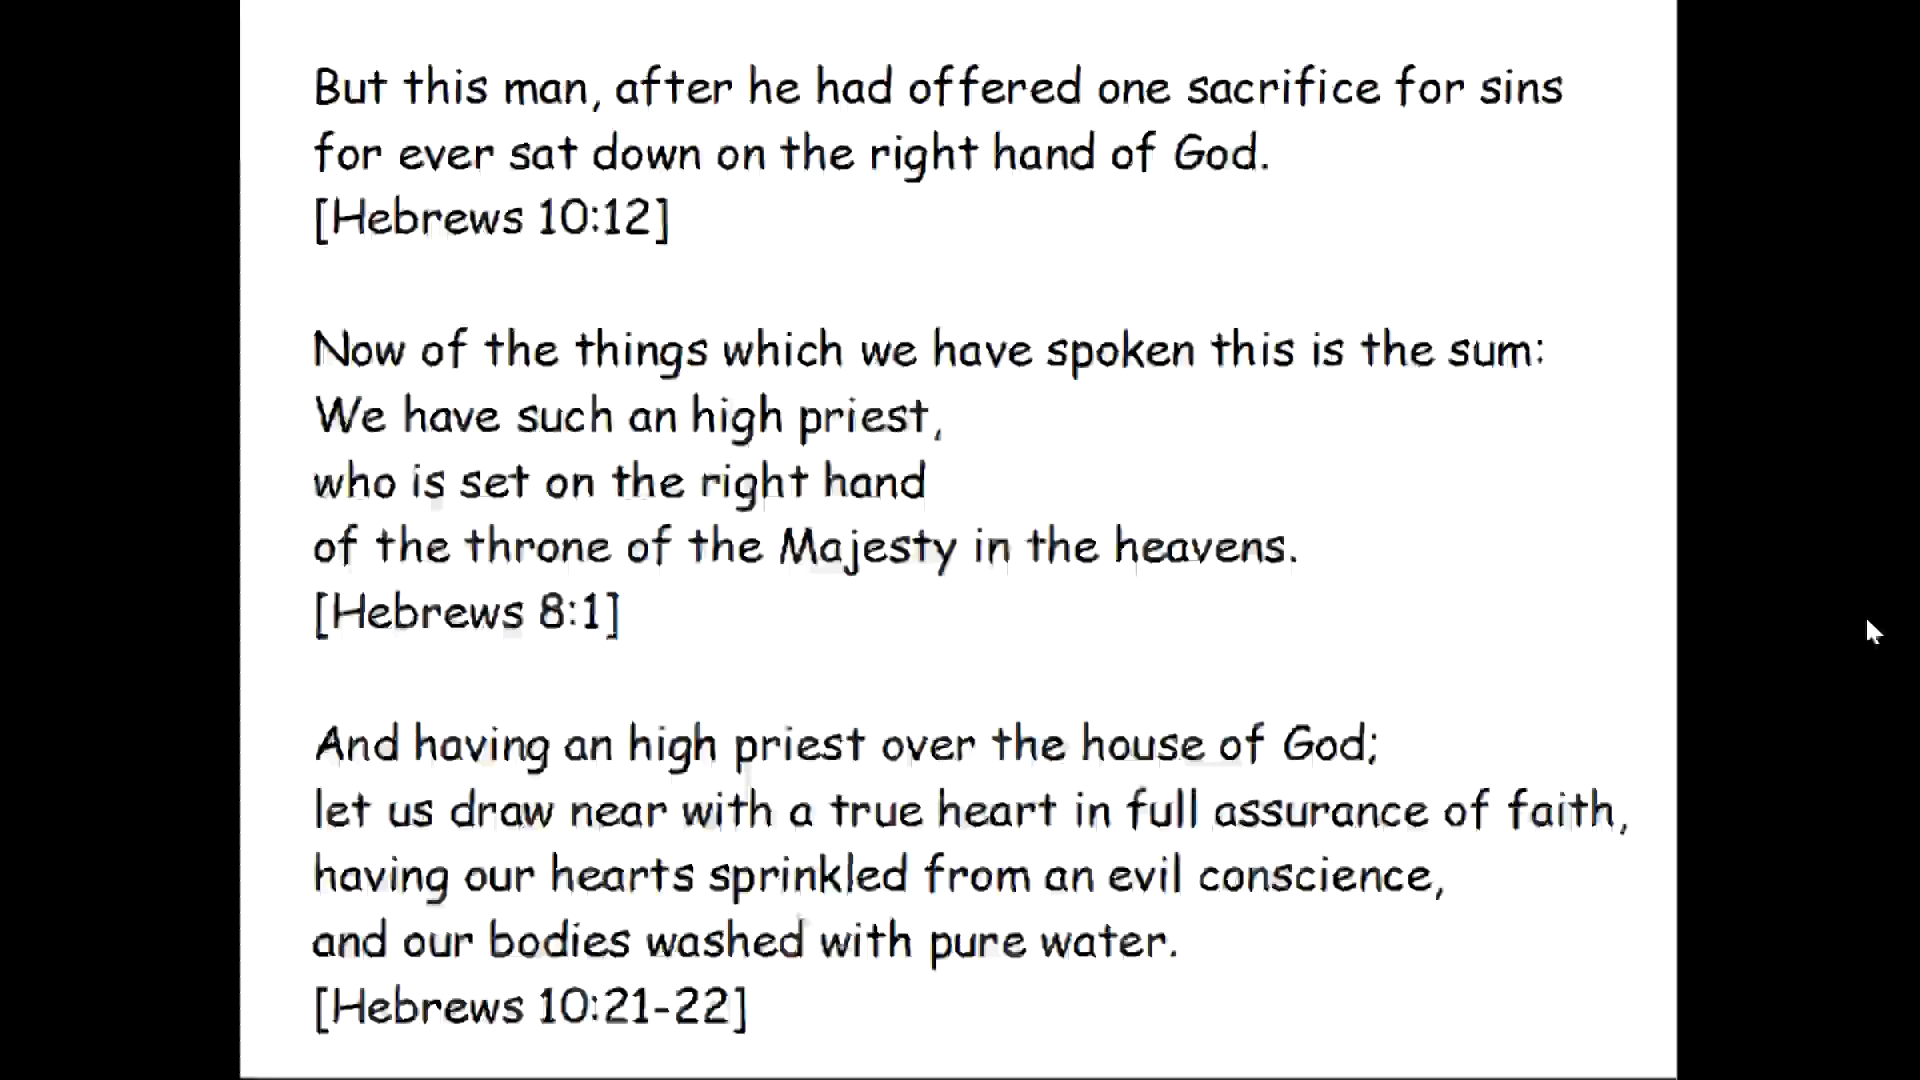 But this man, after he had offered one sacrifice for sins
for ever sat down on the right hand of God.
[Hebrews 10:12]
Now of the things which we have spoken this is the sum:
We have such an high priest,
who is set on the right hand
of the throne of the Majesty in the heavens.
[Hebrews 8:1]
And having an high priest over the house of God;
let us draw near with a true heart in full assurance of faith,
having our hearts sprinkled from an evil conscience,
and our bodies washed with pure water.
[Hebrews 10:21-22]